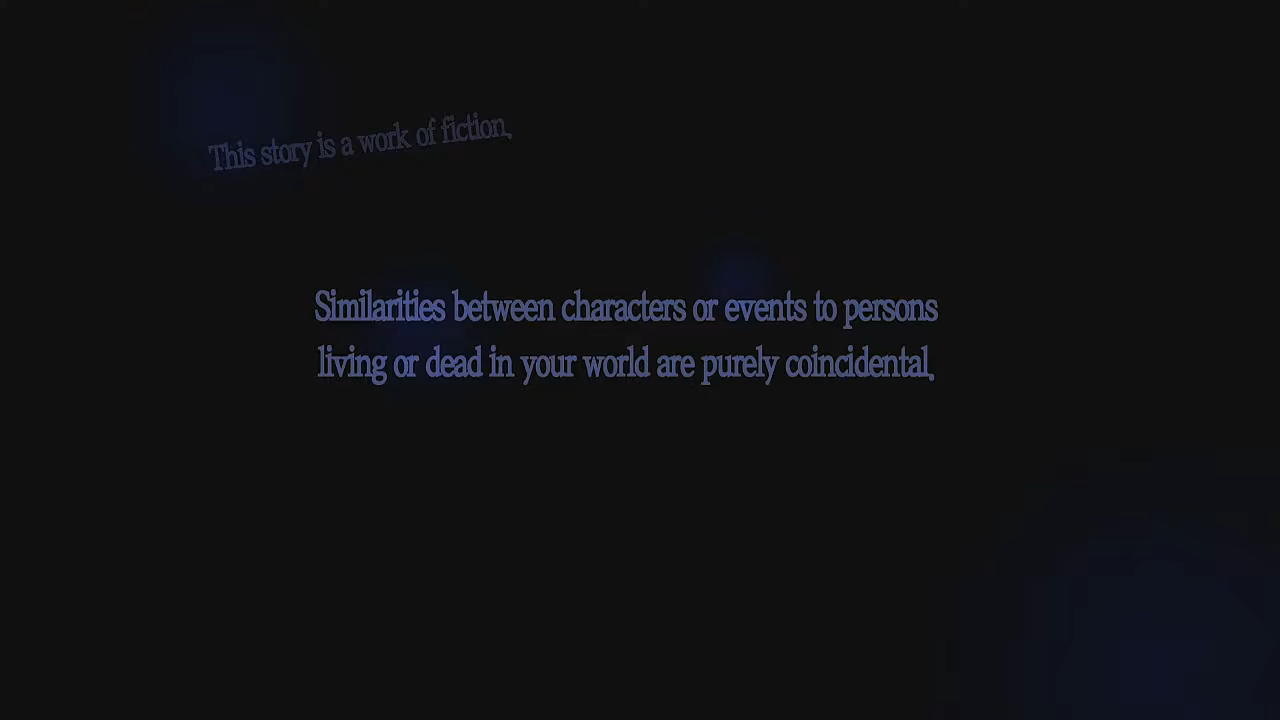 This story is a work of fiction.
Similarities between characters or events to persons
living or dead in your world are purely coincidental.